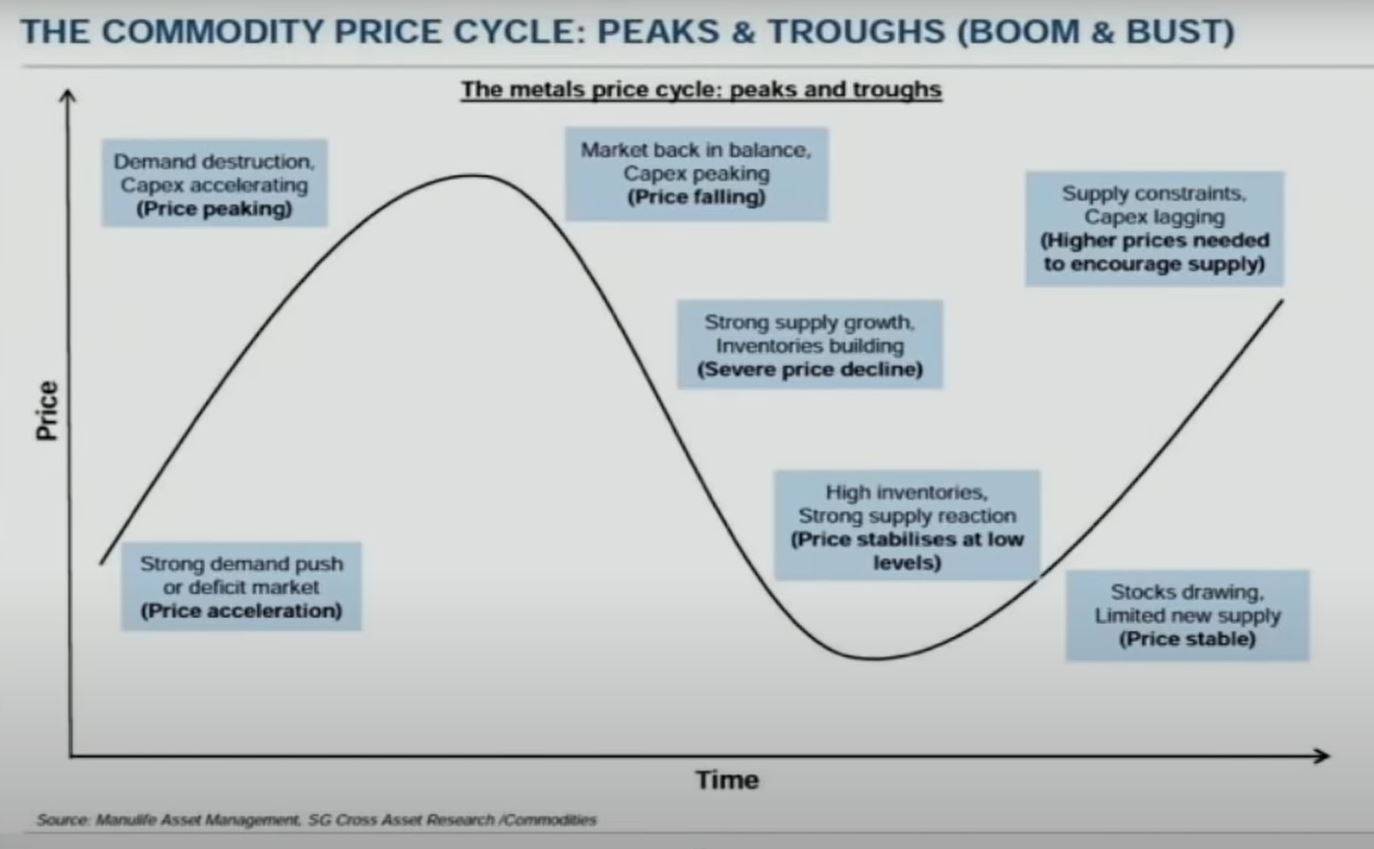 THE COMMODITY PRICE CYCLE: PEAKS & TROUGHS (BOOM & BUST)
The metals price cycle: peaks and troughs
Demand destruction,
Capex accelerating
(Price peaking)
Market back in balance,
Capex peaking
(Price falling)
Supply constraints,
Capex lagging
(Higher prices needed
to encourage supply)
Strong supply growth,
Inventories building
(Severe price decline)
Price
High inventories,
Strong supply reaction
(Price stabilises at low
levels)
Strong demand push
or deficit market
(Price acceleration)
Stocks drawing,
Limited new supply
(Price stable)
Time
Source: Manulife Asset Management, SG Cross Asset Research /Commodities